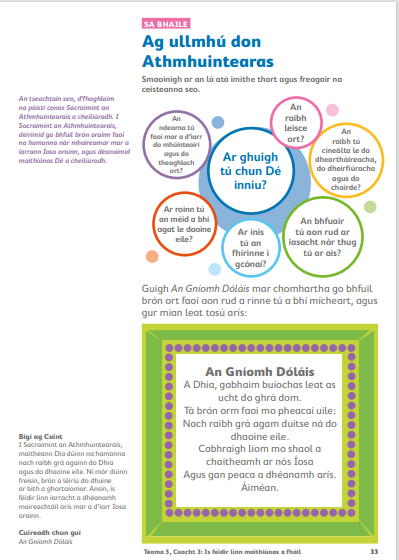 SA BHAILE
Ag ullmhú don
Athmhuintearas
Smaoinigh ar an lá atá imithe thart agus freagair na
ceisteanna seo.
An tseachtain seo, d'fhoghlaim
na páistí conas Sacraimint an
Athmhuintearais a cheiliúradh. I
Sacraimint an Athmhuintearais,
deirimid go bhfuil brón orainn faoi
na hamanna nár mhaireamar mar a
iarrann Íosa orainn, agus déanaimid
maithiúnas Dé a cheiliúradh.
An
ndearna tú
faoi mar a d'iarr
do mhúinteoirí
agus do
theaghlach
ort?
An
raibh
leisce
ort?
An
raibh tú
cineálta le do
dheartháireacha,
do dheirfiúracha
agus do
chairde?
Ar ghuigh
tú chun Dé
inniu?
Ar roinn tú
an méid a bhí
agat le daoine
eile?
Ar inis
tú an
fhírinne i
gcónaí?
An bhfuair
tú aon rud ar
iasacht nár thug
tú ar ais?
Guigh An Gníomh Dóláis mar chomhartha go bhfuil
brón ort faoi aon rud a rinne tú a bhí mícheart, agus
gur mian leat tosú arís:
An Gníomh Dóláis
A Dhia, gabhaim buíochas leat as
ucht do ghrá dom.
Tá brón orm faoi mo pheacaí uile:
Nach raibh grá agam duitse ná do
dhaoine eile.
Cabhraigh liom mo shaol a
chaitheamh ar nós Íosa
Agus gan peaca a dhéanamh arís.
Áiméan.
Bígí ag Caint
I Sacraimint an Athmhuintearais,
maitheann Dia dúinn na hamanna
nach raibh grá againn do Dhia
agus do dhaoine eile. Ní mór dúinn
freisin, brón a léiriú do dhuine
ar bith a ghortaíomar. Ansin, is
féidir linn iarracht a dhéanamh
maireachtáil arís mar a d'iarr Íosa
orainn.
Cuireadh chun guí
An Gníomh Dóláis
Téama 5, Ceacht 3: Is féidir linn maithiúnas a fháil
33